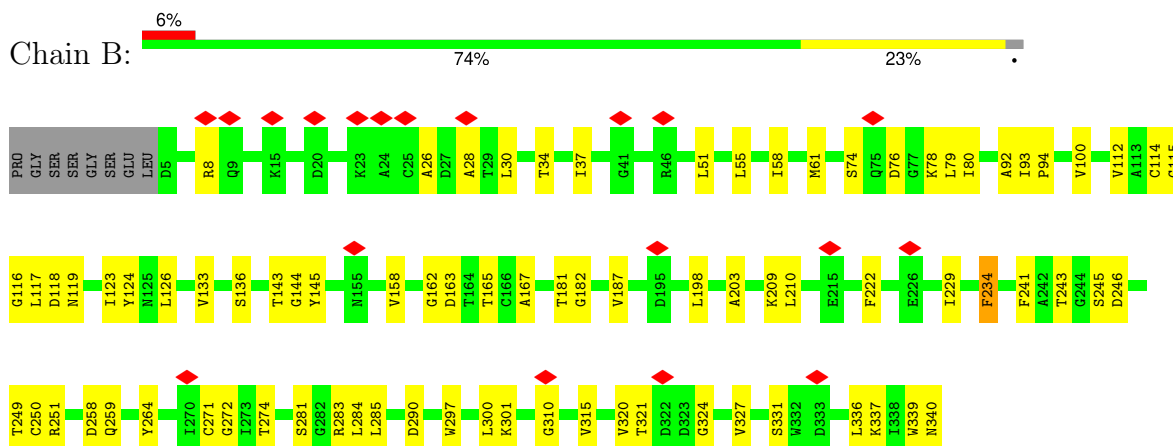 6%
Chain B:
74% 23% •
PRO GLY SER SER GLY SER GLU LEU D5 R8 Q9 K15 D20 K23 A24 C25 A26 D27 A28 T29 L30 T34 I37 G41 R46 L51 L55 I58 M61 S74 Q75 D76 G77 K78 L79 I80 A92 I93 P94 V100 V112 A113 C114 G115
G116 L117 D118 N119 I123 Y124 N125 L126 V133 S136 T143 G144 Y145 N155 V158 G162 D163 T164 T165 C166 A167 T181 G182 V187 D195 L198 A203 K209 L210 E215 F222 E226 I229 F234 F241 A242 T243 G244 S245 D246
T249 C250 R251 D258 Q259 Y264 I270 C271 G272 I273 T274 S281 G282 R283 L284 L285 D290 W297 L300 K301 G310 V315 V320 T321 D322 D323 G324 V327 S331 W332 D333 L336 K337 I338 W339 N340